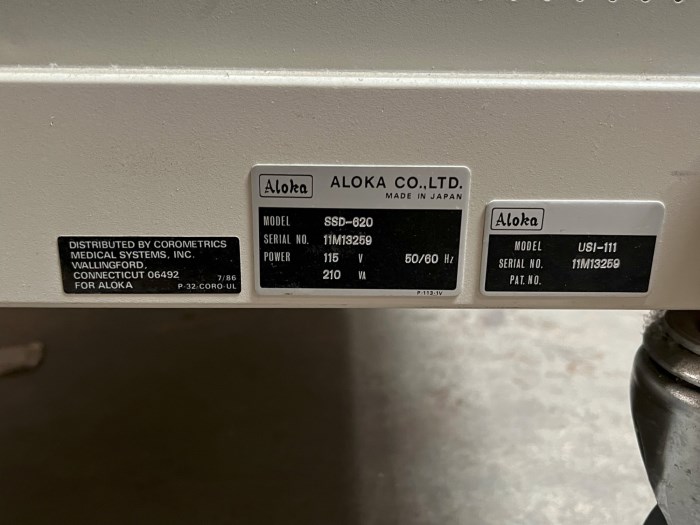 DISTRIBUTED BY COROMETRICS
MEDICAL SYSTEMS, INC.
WALLINGFORD,
CONNECTICUT 06492 7/86
FOR ALOKA P-32-CORO-UL
Aloka ALOKA CO.,LTD.
MADE IN JAPAN
MODEL SSD-620
SERIAL NO. 11M13259
POWER 115 V 50/60 Hz
210 VA
P-113-1V
Aloka
MODEL USI-111
SERIAL NO. 11M13259
PAT. NO.